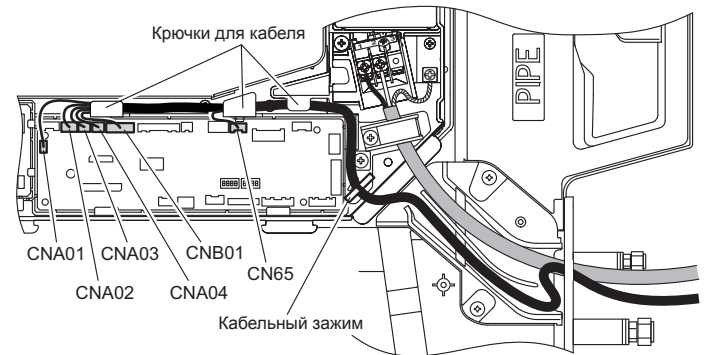 Крючки для кабеля
PIPE
CNA01
CNA03
CNB01
CN65
CNA02
CNA04
Кабельный зажим